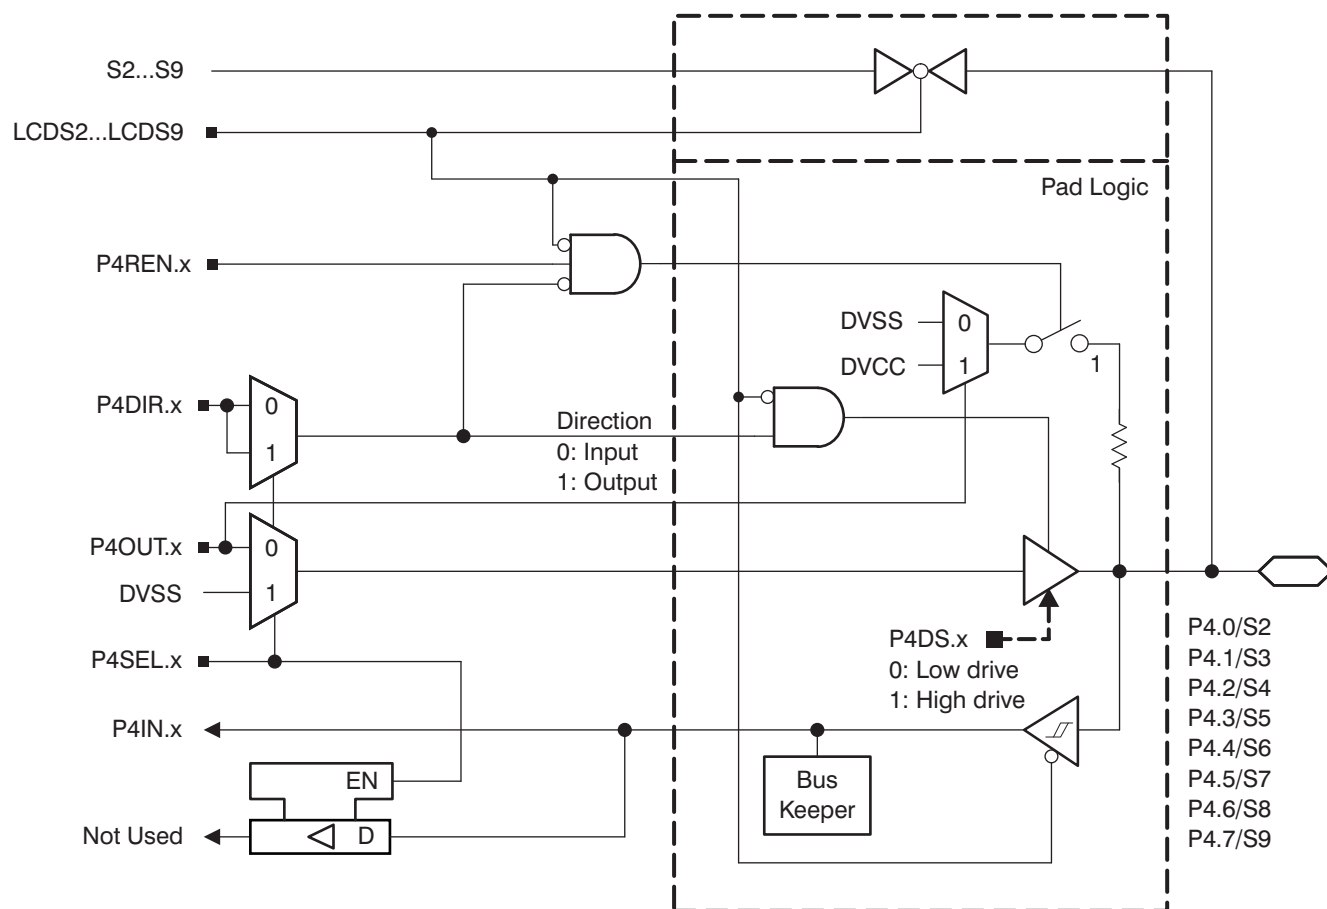 S2...S9
LCDS2...LCDS9
Pad Logic
P4REN.x
DVSS
0
DVCC
1
1
P4DIR.x
0
1
Direction
0: Input
1: Output
P4OUT.x
0
DVSS
1
P4SEL.x
P4DS.x
0: Low drive
1: High drive
P4.0/S2
P4.1/S3
P4.2/S4
P4.3/S5
P4.4/S6
P4.5/S7
P4.6/S8
P4.7/S9
P4IN.x
EN
Bus
Keeper
Not Used
D